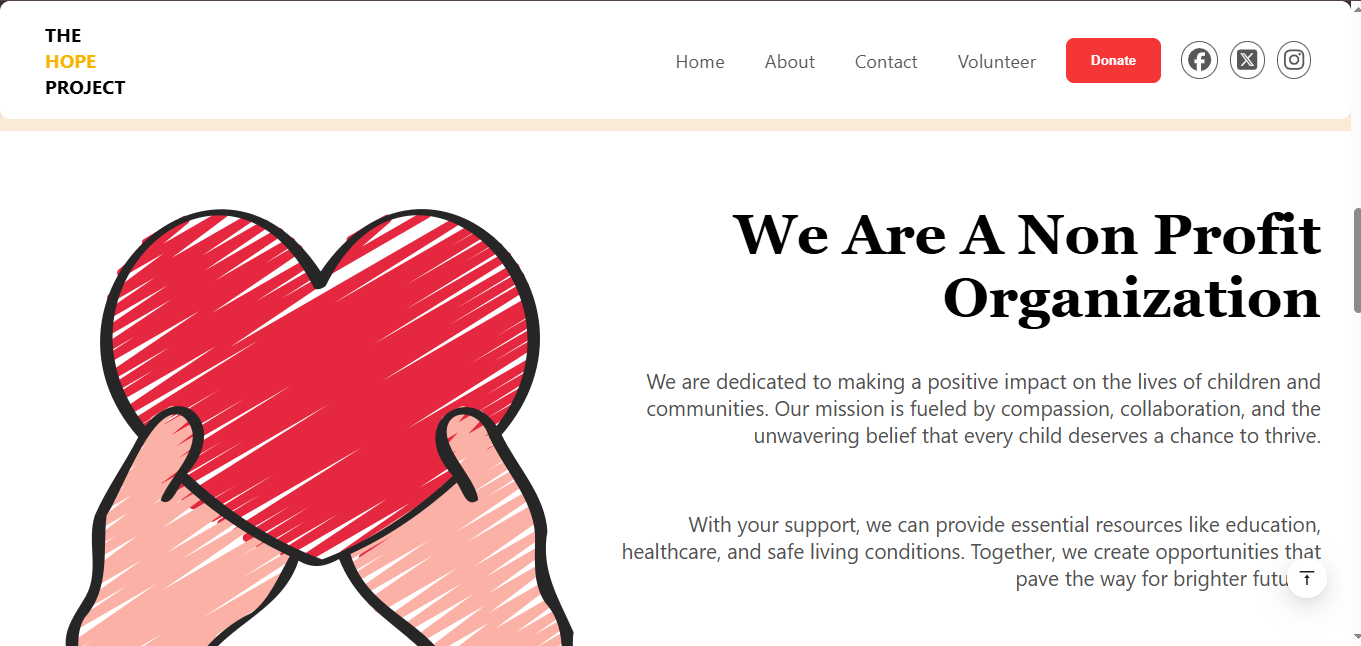 THE
HOPE
PROJECT
Home About Contact Volunteer Donate
We Are A Non Profit
Organization
We are dedicated to making a positive impact on the lives of children and
communities. Our mission is fueled by compassion, collaboration, and the
unwavering belief that every child deserves a chance to thrive.
With your support, we can provide essential resources like education,
healthcare, and safe living conditions. Together, we create opportunities that
pave the way for brighter